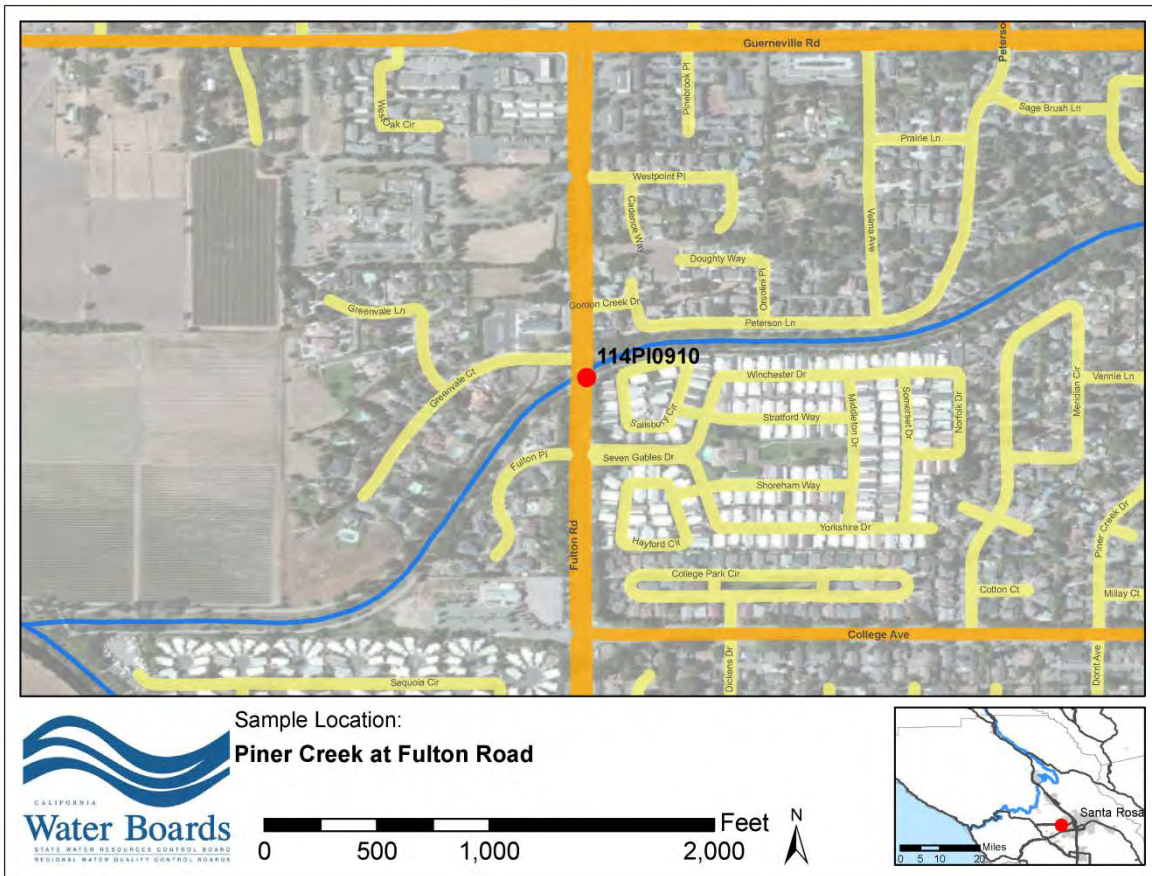 Guerneville Rd
Peterson
West
Oak Cir
Pinebrook Pl
Sage Brush Ln
Prairie Ln
Westpoint Pl
Cadence Way
Velma Ave
Doughty Way
Orsolini Pl
Greenvale Ln
Gordon Creek Dr
Peterson Ln
114PI0910
Greenvale Ct
Winchester Dr
Salisbury Cir
Stratford Way
Middleton Dr
Somerset Dr
Norfolk Dr
Meridian Cir
Vennie Ln
Fulton Pl
Seven Gables Dr
Shoreham Way
Fulton Rd
Hayford Cir
Yorkshire Dr
Piner Creek Dr
College Park Cir
Cotton Ct
Millay Ct
College Ave
Dickens Dr
Dorrit Ave
Sequoia Cir
CALIFORNIA
Water Boards
STATE WATER RESOURCES CONTROL BOARD
REGIONAL WATER QUALITY CONTROL BOARDS
Sample Location:
Piner Creek at Fulton Road
Feet
0 500 1,000 2,000
N
Santa Rosa
Miles
0 5 10 20